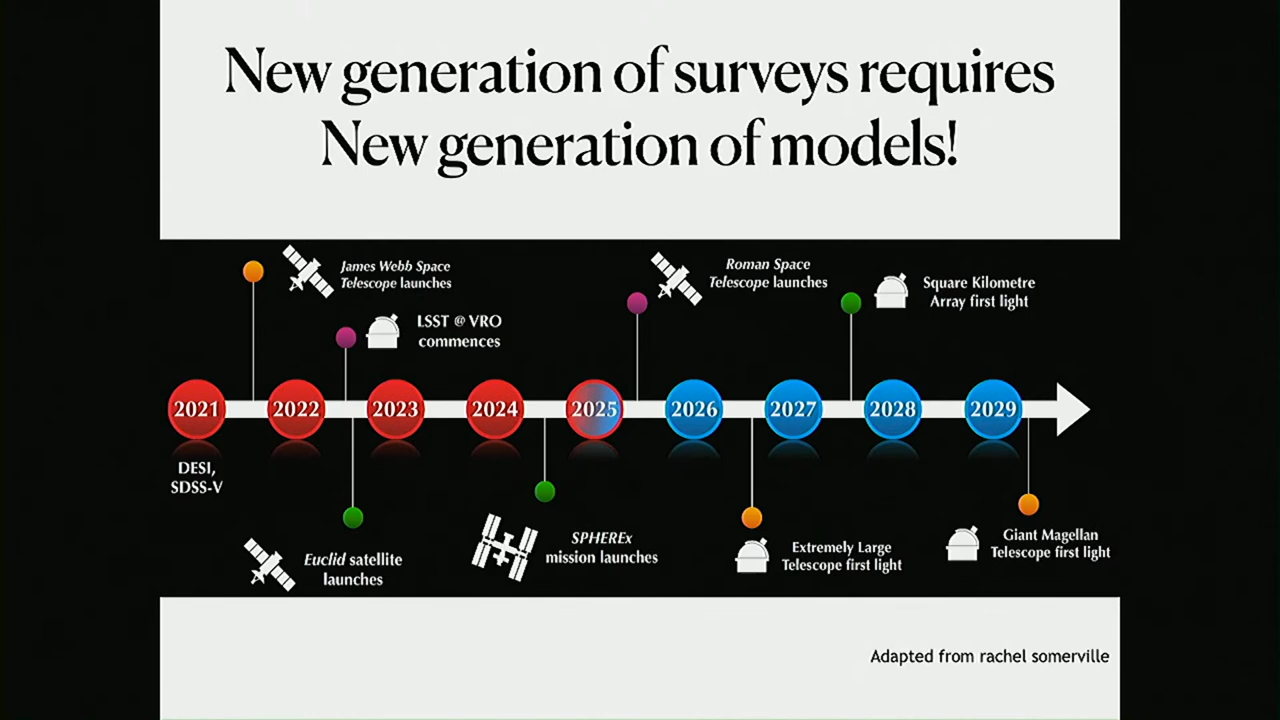 New generation of surveys requires
New generation of models!
James Webb Space
Telescope launches
LSST @ VRO
commences
Roman Space
Telescope launches
Square Kilometre
Array first light
2021
2022
2023
2024
2025
2026
2027
2028
2029
DESI,
SDSS-V
Euclid satellite
launches
SPHEREx
mission launches
Extremely Large
Telescope first light
Giant Magellan
Telescope first light
Adapted from rachel somerville